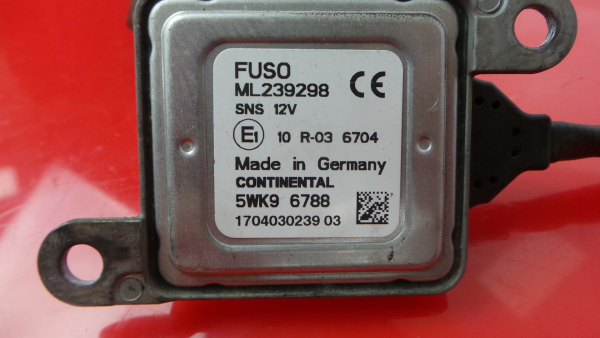 FUSO
ML239298 CE
SNS 12V
E1 10 R-03 6704
Made in Germany
CONTINENTAL
5WK9 6788
1704030239 03